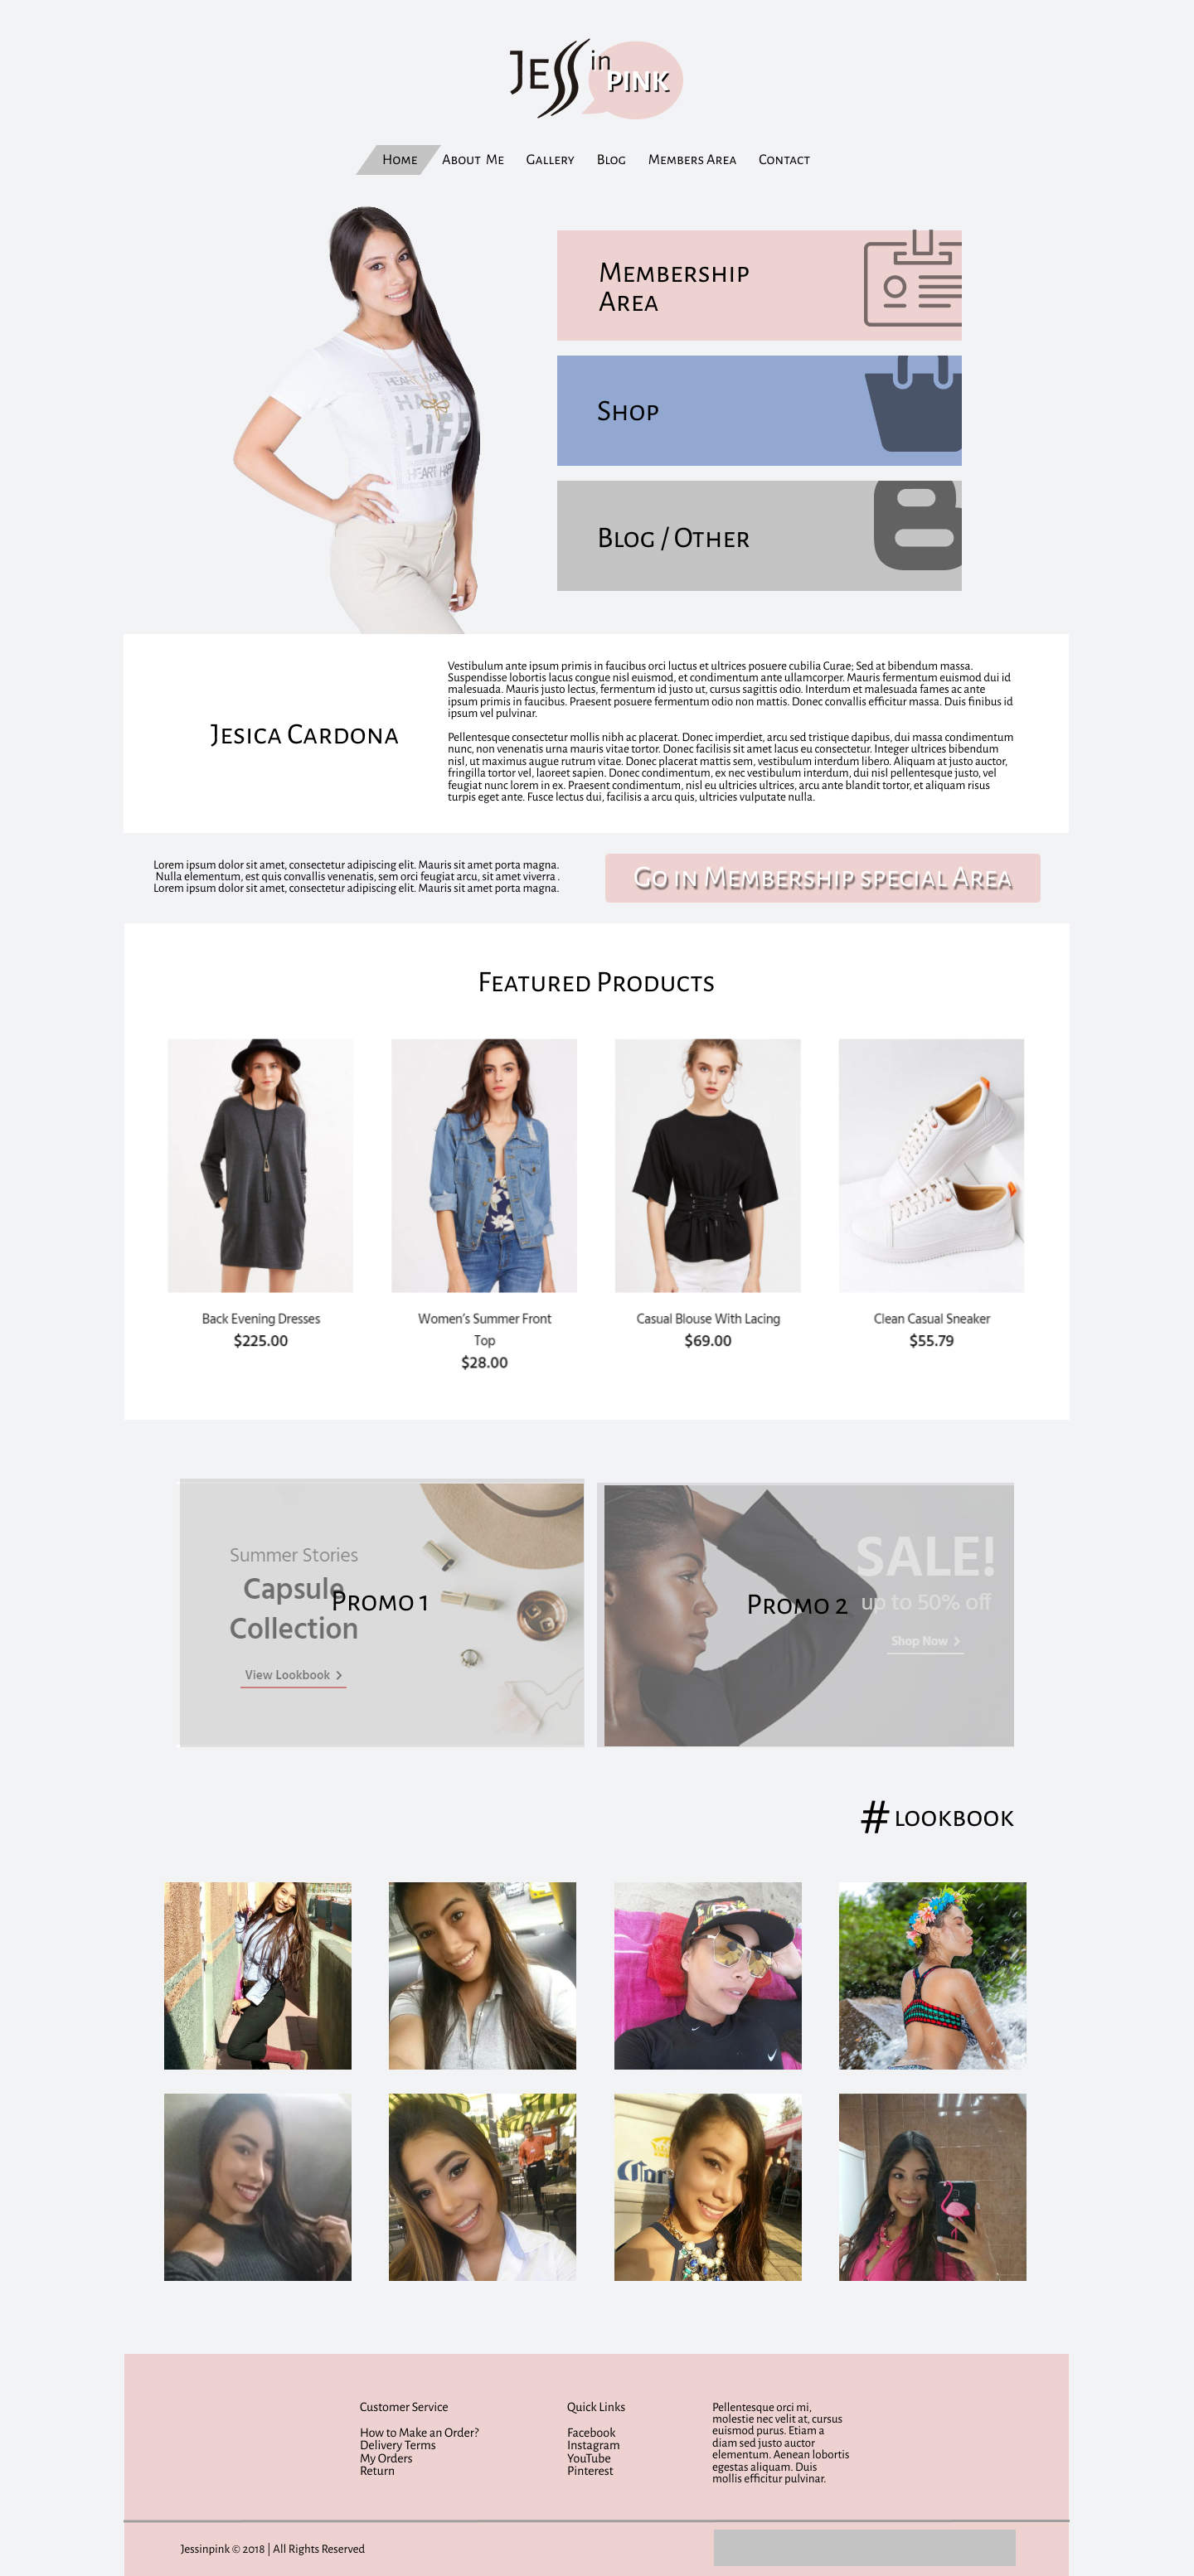 JESS in
PINK
Home About Me Gallery Blog Members Area Contact
Membership
Area
Shop
Blog / Other
HEART HAPPY
HAPPY
LIFE
HEART HAPP
Jesica Cardona
Vestibulum ante ipsum primis in faucibus orci luctus et ultrices posuere cubilia Curae; Sed at bibendum massa.
Suspendisse lobortis lacus congue nisl euismod, et condimentum ante ullamcorper. Mauris fermentum euismod dui id
malesuada. Mauris justo lectus, fermentum id justo ut, cursus sagittis odio. Interdum et malesuada fames ac ante
ipsum primis in faucibus. Praesent posuere fermentum odio non mattis. Donec convallis efficitur massa. Duis finibus id
ipsum vel pulvinar.
Pellentesque consectetur mollis nibh ac placerat. Donec imperdiet, arcu sed tristique dapibus, dui massa condimentum
nunc, non venenatis urna mauris vitae tortor. Donec facilisis sit amet lacus eu consectetur. Integer ultrices bibendum
nisl, ut maximus augue rutrum vitae. Donec placerat mattis sem, vestibulum interdum libero. Aliquam at justo auctor,
fringilla tortor vel, laoreet sapien. Donec condimentum, ex nec vestibulum interdum, dui nisl pellentesque justo, vel
feugiat nunc lorem in ex. Praesent condimentum, nisl eu ultricies ultrices, arcu ante blandit tortor, et aliquam risus
turpis eget ante. Fusce lectus dui, facilisis a arcu quis, ultricies vulputate nulla.
Lorem ipsum dolor sit amet, consectetur adipiscing elit. Mauris sit amet porta magna.
Nulla elementum, est quis convallis venenatis, sem orci feugiat arcu, sit amet viverra .
Lorem ipsum dolor sit amet, consectetur adipiscing elit. Mauris sit amet porta magna.
Go in Membership special Area
Featured Products
Back Evening Dresses
$225.00
Women's Summer Front
Top
$28.00
Casual Blouse With Lacing
$69.00
Clean Casual Sneaker
$55.79
Summer Stories
Capsule
Collection
View Lookbook >
Promo 1
SALE!
up to 50% off
Shop Now >
Promo 2
# LOOKBOOK
Customer Service
How to Make an Order?
Delivery Terms
My Orders
Return
Quick Links
Facebook
Instagram
YouTube
Pinterest
Pellentesque orci mi,
molestie nec velit at, cursus
euismod purus. Etiam a
diam sed justo auctor
elementum. Aenean lobortis
egestas aliquam. Duis
mollis efficitur pulvinar.
Jessinpink © 2018 | All Rights Reserved